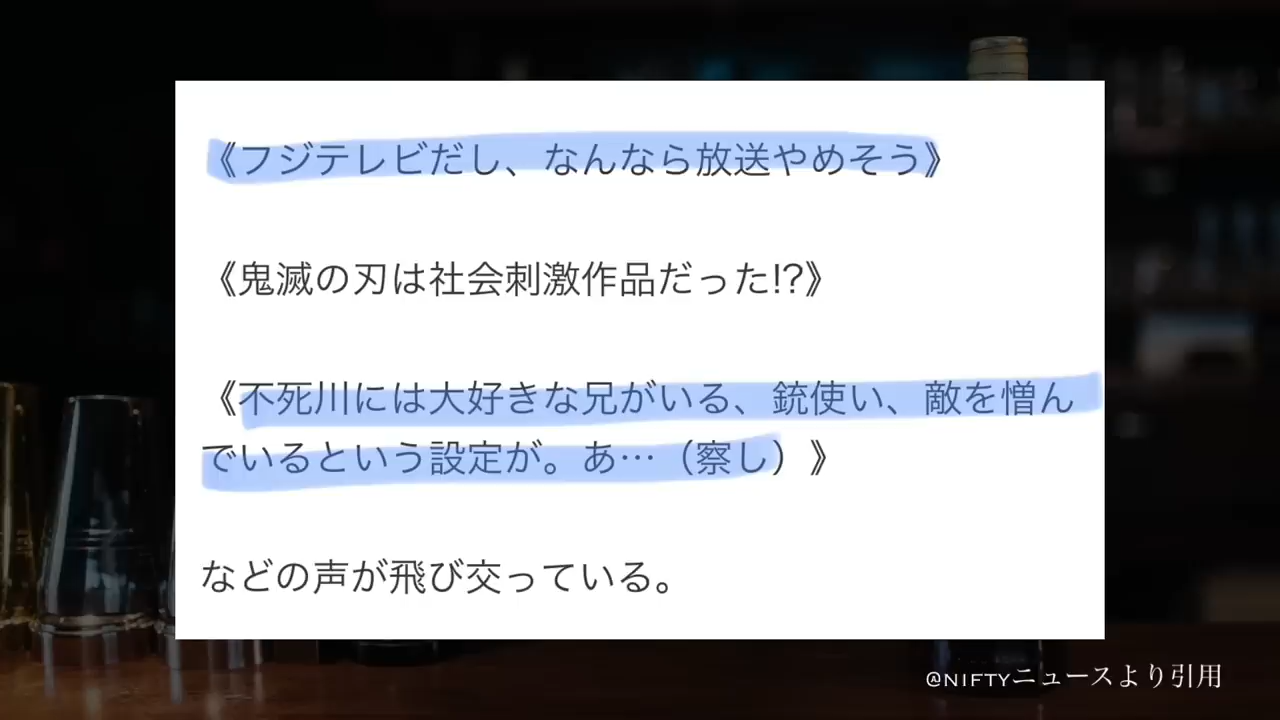 《フジテレビだし、なんなら放送やめそう》
《鬼滅の刃は社会刺激作品だった!?》
《不死川には大好きな兄がいる、銃使い、敵を憎ん
でいるという設定が。あ…（察し）》
などの声が飛び交っている。
@NIFTYニュースより引用